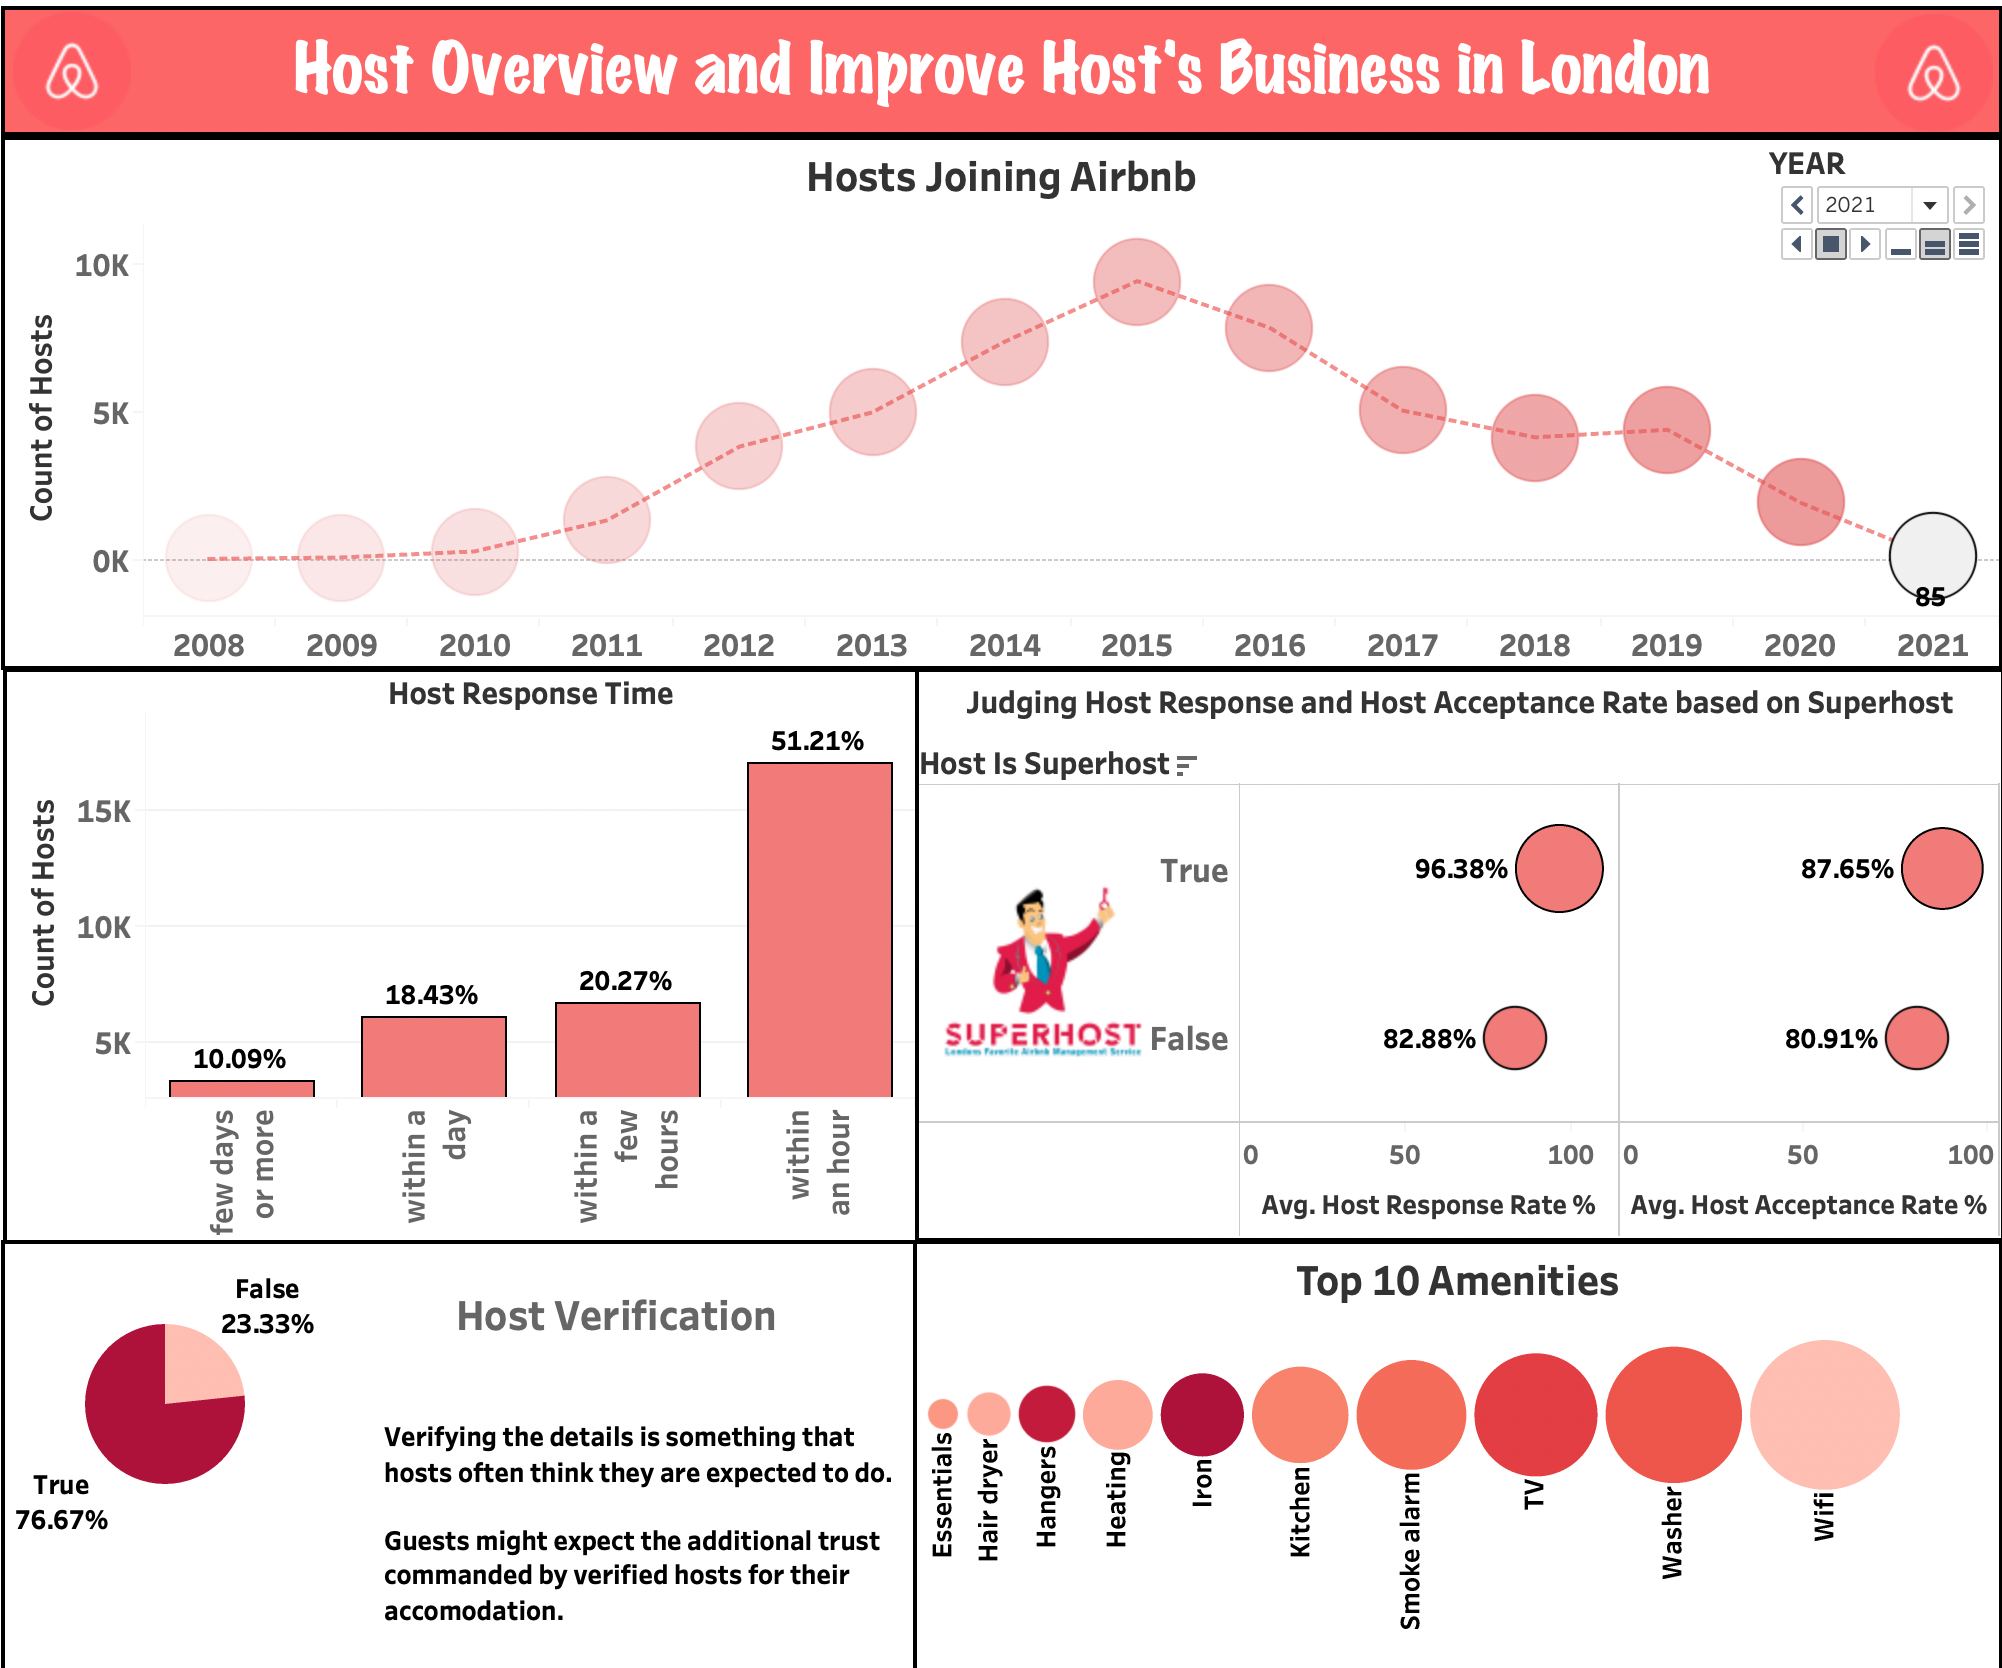 Host Overview and Improve Host's Business in London
Hosts Joining Airbnb
YEAR
2021
Count of Hosts
10K
5K
0K
85
2008 2009 2010 2011 2012 2013 2014 2015 2016 2017 2018 2019 2020 2021
Host Response Time
Count of Hosts
15K
10K
5K
10.09%
18.43%
20.27%
51.21%
few days
or more
within a
day
within a
few
hours
within
an hour
Judging Host Response and Host Acceptance Rate based on Superhost
Host Is Superhost
True
96.38%
87.65%
SUPERHOST
Londons Favorite Airbnb Management Service
False
82.88%
80.91%
0 50 100
0 50 100
Avg. Host Response Rate %
Avg. Host Acceptance Rate %
False
23.33%
True
76.67%
Host Verification
Verifying the details is something that
hosts often think they are expected to do.
Guests might expect the additional trust
commanded by verified hosts for their
accomodation.
Top 10 Amenities
Essentials
Hair dryer
Hangers
Heating
Iron
Kitchen
Smoke alarm
TV
Washer
Wifi